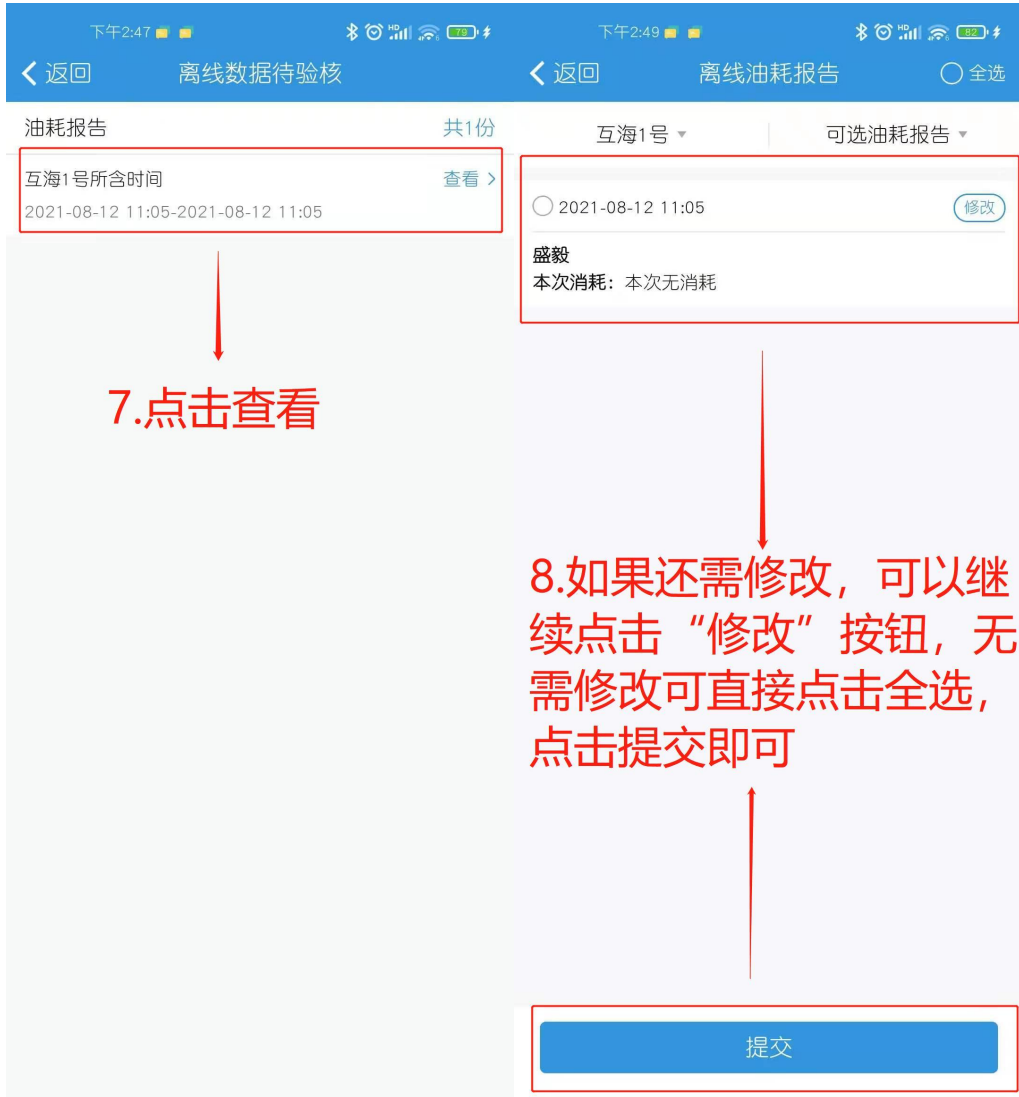 下午2:47
79
返回
离线数据待验核
油耗报告
共1份
互海1号所含时间
查看
2021-08-12 11:05-2021-08-12 11:05
7.点击查看
下午2:49
82
返回
离线油耗报告
全选
互海1号
可选油耗报告
2021-08-12 11:05
修改
盛毅
本次消耗：本次无消耗
8.如果还需修改，可以继
续点击“修改”按钮，无
需修改可直接点击全选，
点击提交即可
提交